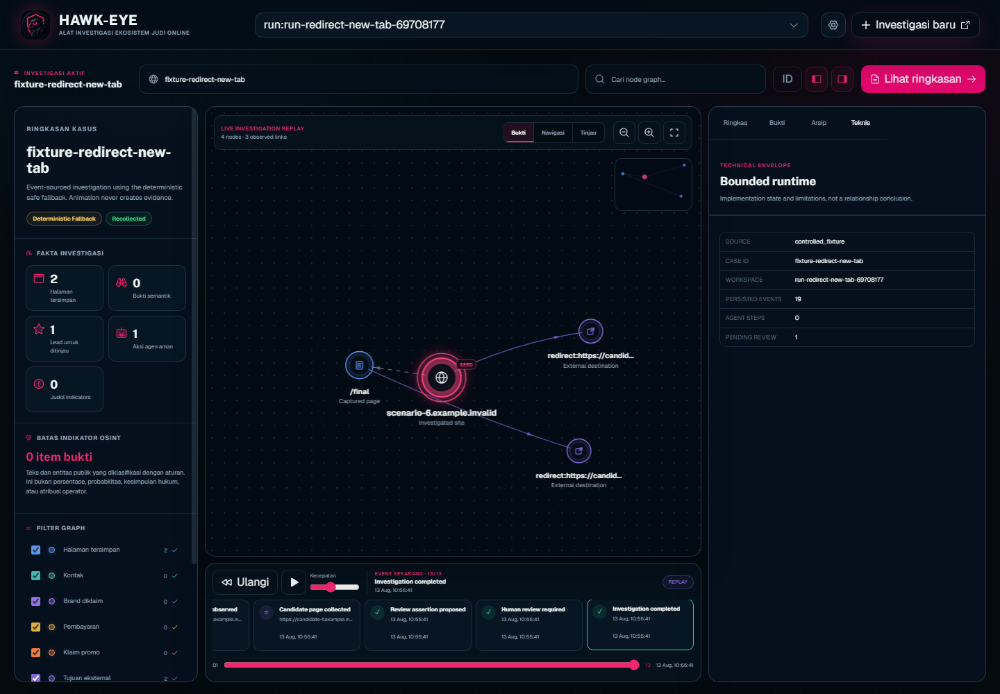 HAWK-EYE
ALAT INVESTIGASI EKOSISTEM JUDI ONLINE
run:run-redirect-new-tab-69708177
Investigasi baru
INVESTIGASI AKTIF
fixture-redirect-new-tab
fixture-redirect-new-tab
Cari node graph...
ID
Lihat ringkasan
RINGKASAN KASUS
fixture-redirect-new-
tab
Event-sourced investigation using the deterministic
safe fallback. Animation never creates evidence.
Deterministic Fallback
Recollected
FAKTA INVESTIGASI
2
Halaman
tersimpan
0
Bukti semantik
1
Lead untuk
ditinjau
1
Aksi agen aman
0
Judol indicators
BATAS INDIKATOR OSINT
0 item bukti
Teks dan entitas publik yang diklasifikasi dengan aturan.
Ini bukan persentase, probabilitas, kesimpulan hukum,
atau atribusi operator.
FILTER GRAPH
Halaman tersimpan 2
Kontak 0
Brand diklaim 0
Pembayaran 0
Klaim promo 0
Tujuan eksternal 2
LIVE INVESTIGATION REPLAY
4 nodes · 3 observed links
Bukti
Navigasi
Tinjau
redirect:https://candid...
External destination
SEED
/final
Captured page
scenario-6.example.invalid
Investigated site
redirect:https://candid...
External destination
Ulangi
Kecepatan
EVENT SEKARANG · 13/13
Investigation completed
13 Aug, 10:55:41
REPLAY
observed
.example.in...
Candidate page collected
https://candidate-f.example.in...
13 Aug, 10:55:41
Review assertion proposed
13 Aug, 10:55:41
13 Aug, 10:55:41
Human review required
13 Aug, 10:55:41
13 Aug, 10:55:41
Investigation completed
13 Aug, 10:55:41
13 Aug, 10:55:41
01
13
13 Aug, 10:55:41
Ringkas
Bukti
Arsip
Teknis
TECHNICAL ENVELOPE
Bounded runtime
Implementation state and limitations, not a relationship conclusion.
SOURCE controlled_fixture
CASE ID fixture-redirect-new-tab
WORKSPACE run-redirect-new-tab-69708177
PERSISTED EVENTS 19
AGENT STEPS 0
PENDING REVIEW 1